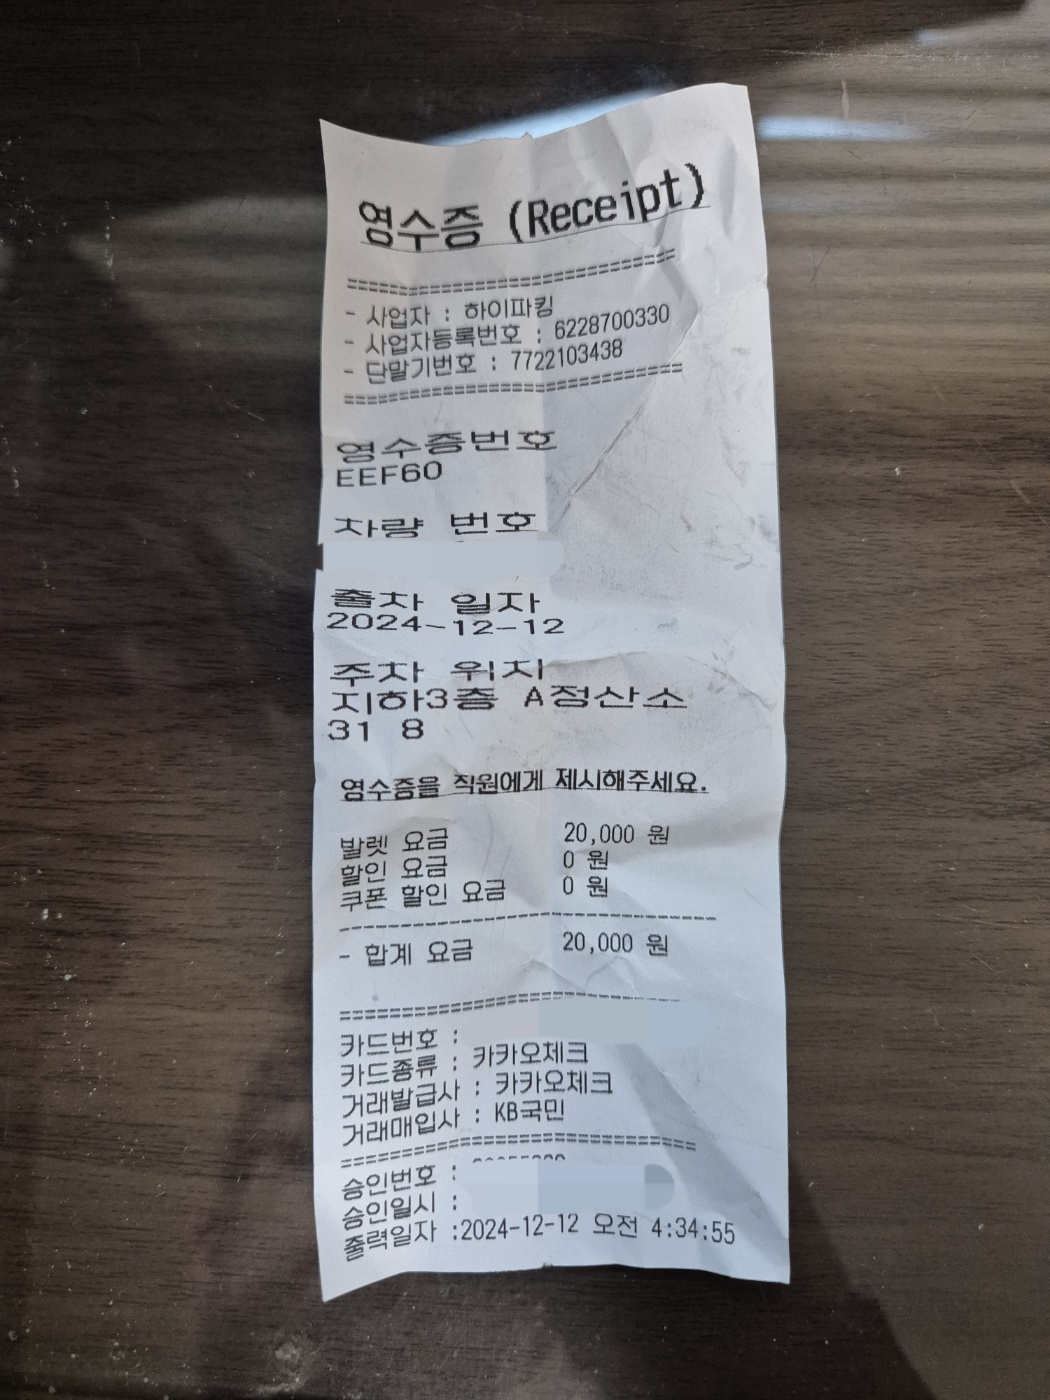 영수증 (Receipt)
================================
- 사업자 : 하이파킹
- 사업자등록번호 : 6228700330
- 단말기번호 : 7722103438
================================
영수증번호
EEF60
차량 번호
출차 일자
2024-12-12
주차 위치
지하3층 A정산소
31 8
영수증을 직원에게 제시해주세요.
발렛 요금 20,000 원
할인 요금 0 원
쿠폰 할인 요금 0 원
--------------------------------
- 합계 요금 20,000 원
================================
카드번호 :
카드종류 : 카카오체크
거래발급사 : 카카오체크
거래매입사 : KB국민
================================
승인번호 :
승인일시 :
출력일자 :2024-12-12 오전 4:34:55